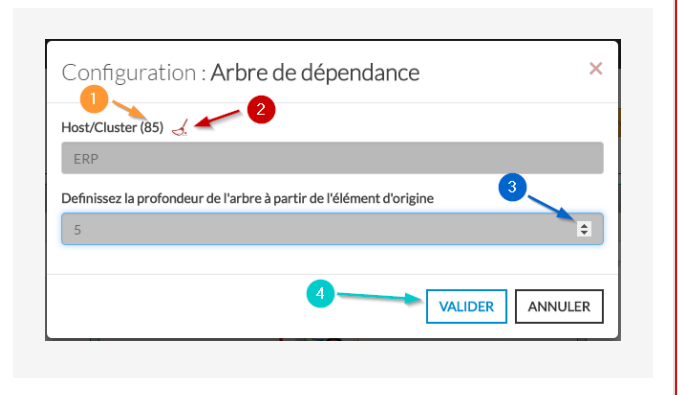 Configuration : Arbre de dépendance
×
1
2
Host/Cluster (85)
ERP
Definissez la profondeur de l'arbre à partir de l'élément d'origine
3
5
4
VALIDER ANNULER